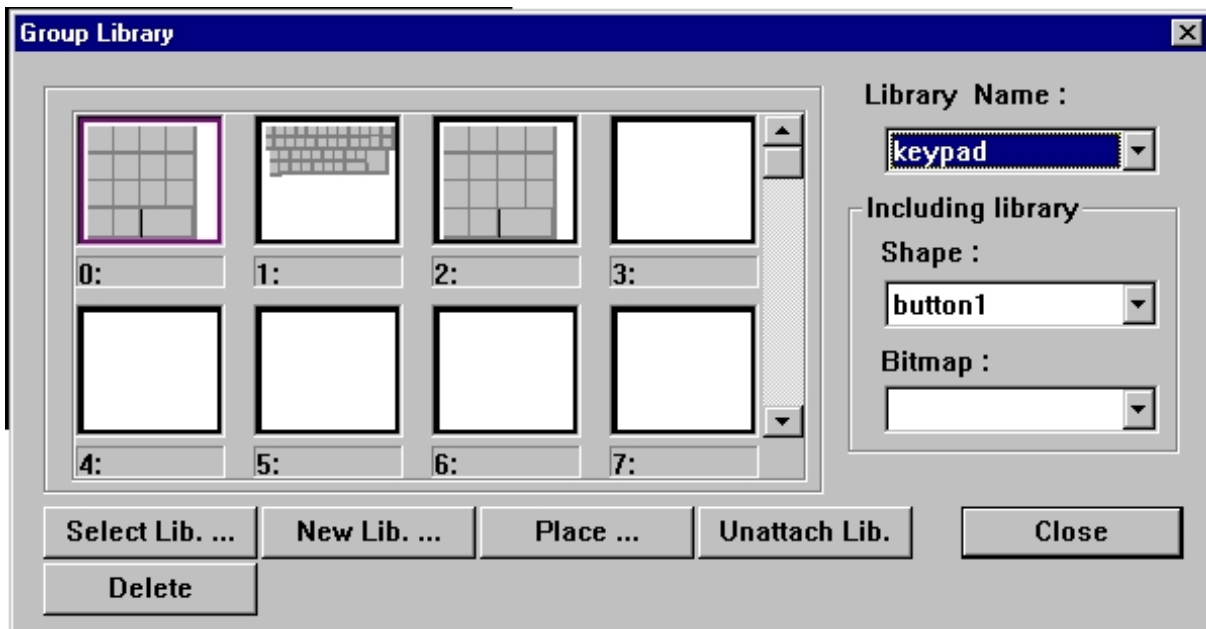 Group Library
Library Name :
keypad
Including library
Shape :
button1
Bitmap :
0: 1: 2: 3:
4: 5: 6: 7:
Select Lib. ... New Lib. ... Place ... Unattach Lib. Close
Delete